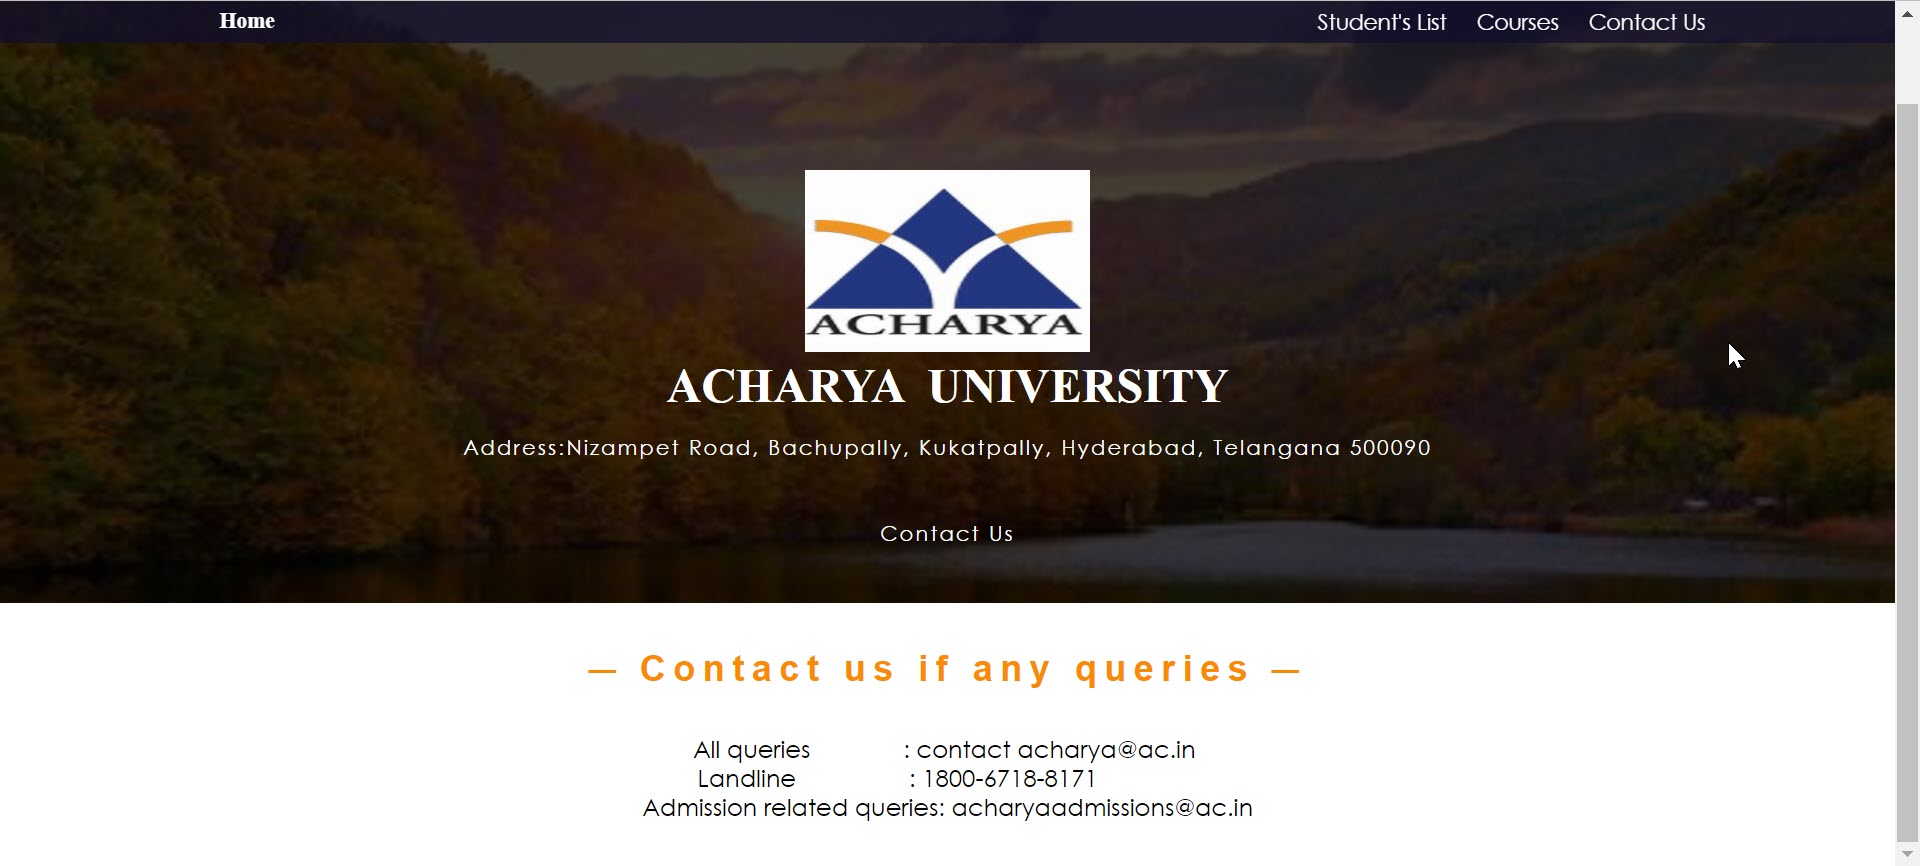 Home Student's List Courses Contact Us
ACHARYA
ACHARYA UNIVERSITY
Address:Nizampet Road, Bachupally, Kukatpally, Hyderabad, Telangana 500090
Contact Us
— Contact us if any queries —
All queries : contact acharya@ac.in
Landline : 1800-6718-8171
Admission related queries: acharyaadmissions@ac.in